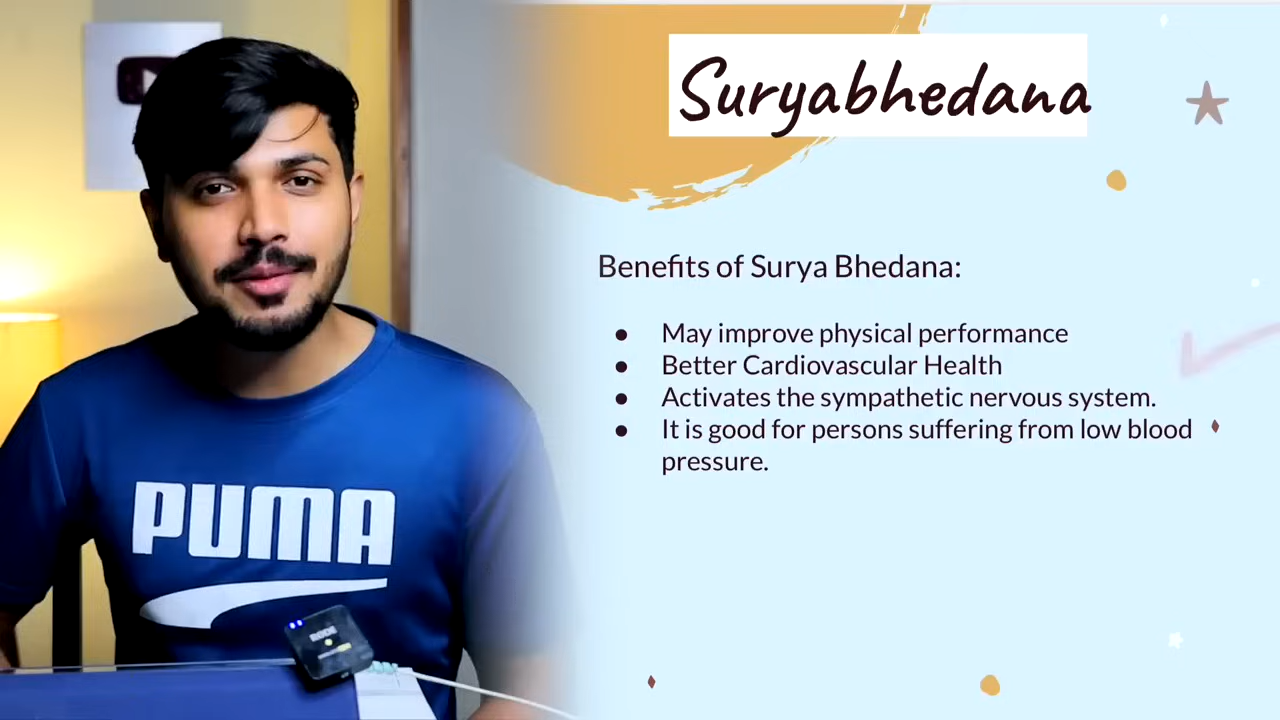 Suryabhedana
Benefits of Surya Bhedana:
● May improve physical performance
● Better Cardiovascular Health
● Activates the sympathetic nervous system.
● It is good for persons suffering from low blood
pressure.
PUMA
RODE